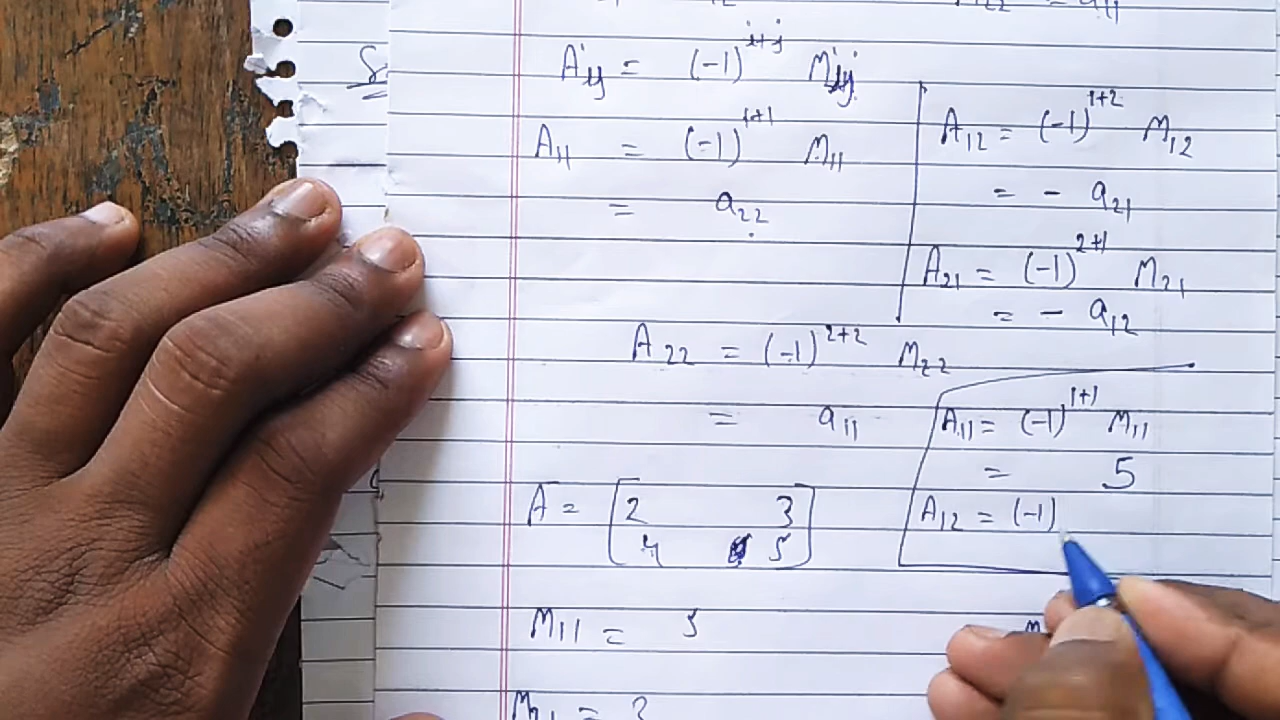 Aij = (-1)^i+j Mij
A11 = (-1)^1+1 M11
= a22
A12 = (-1)^1+2 M12
= - a21
A21 = (-1)^2+1 M21
= - a12
A22 = (-1)^2+2 M22
= a11
A11 = (-1)^1+1 M11
= 5
A12 = (-1)
A = [2 3
4 5]
M11 = 5